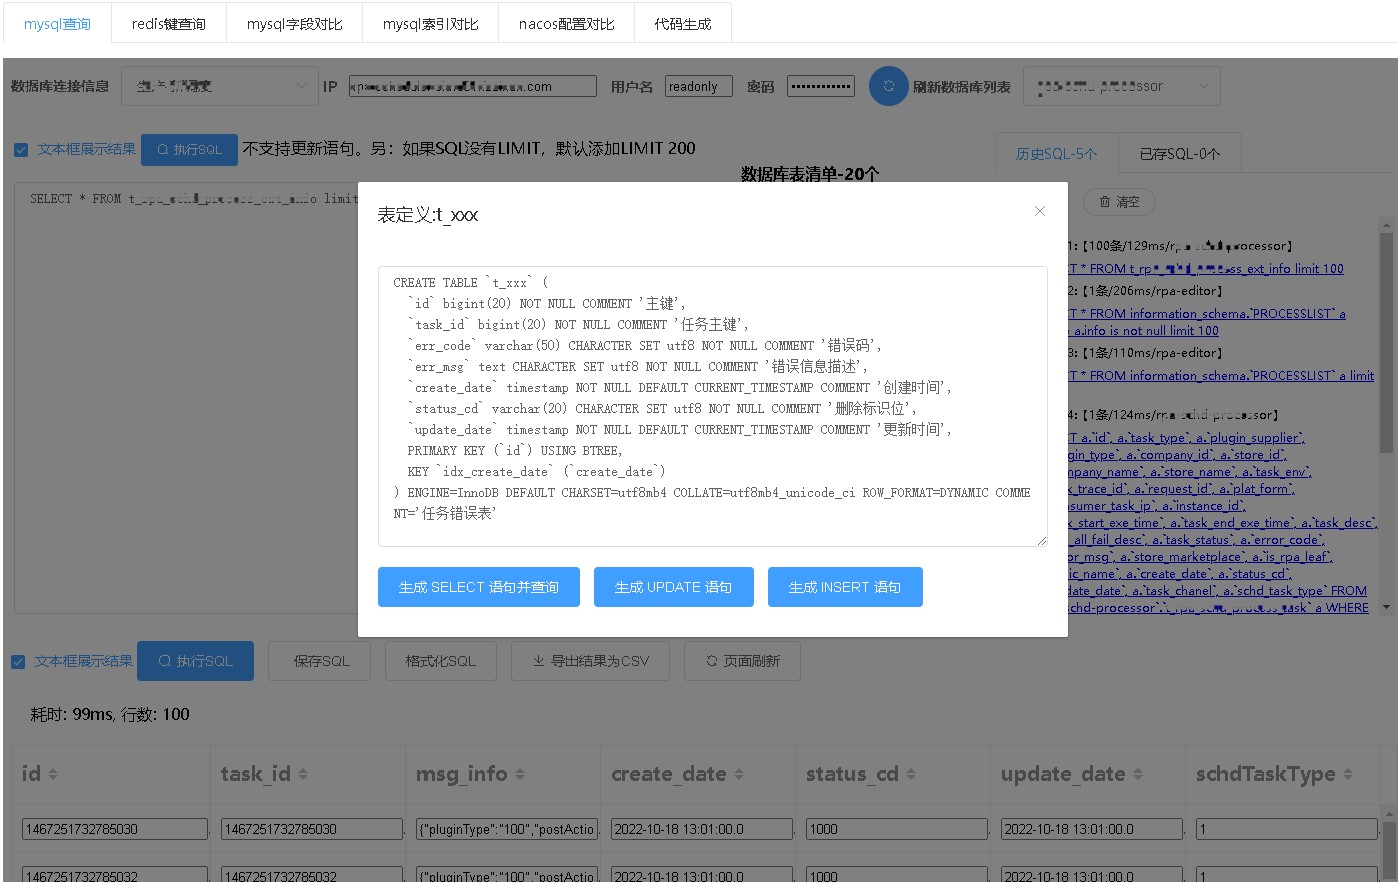 mysql查询 redis键查询 mysql字段对比 mysql索引对比 nacos配置对比 代码生成
数据库连接信息 IP .com 用户名 readonly 密码 •••••••••••• 刷新数据库列表
文本框展示结果 执行SQL 不支持更新语句。另：如果SQL没有LIMIT，默认添加LIMIT 200
历史SQL-5个 已存SQL-0个
数据库表清单-20个
清空
SELECT * FROM limit
表定义:t_xxx
CREATE TABLE `t_xxx` (
`id` bigint(20) NOT NULL COMMENT '主键',
`task_id` bigint(20) NOT NULL COMMENT '任务主键',
`err_code` varchar(50) CHARACTER SET utf8 NOT NULL COMMENT '错误码',
`err_msg` text CHARACTER SET utf8 NOT NULL COMMENT '错误信息描述',
`create_date` timestamp NOT NULL DEFAULT CURRENT_TIMESTAMP COMMENT '创建时间',
`status_cd` varchar(20) CHARACTER SET utf8 NOT NULL COMMENT '删除标识位',
`update_date` timestamp NOT NULL DEFAULT CURRENT_TIMESTAMP COMMENT '更新时间',
PRIMARY KEY (`id`) USING BTREE,
KEY `idx_create_date` (`create_date`)
) ENGINE=InnoDB DEFAULT CHARSET=utf8mb4 COLLATE=utf8mb4_unicode_ci ROW_FORMAT=DYNAMIC COMME
NT='任务错误表'
生成 SELECT 语句并查询 生成 UPDATE 语句 生成 INSERT 语句
1:【100条/129ms/
CT * FROM limit 100
2:【1条/206ms/rpa-editor】
CT * FROM information_schema.`PROCESSLIST` a
e a.info is not null limit 100
3:【1条/110ms/rpa-editor】
CT * FROM information_schema.`PROCESSLIST` a limit
4:【1条/124ms/
CT a.`id`, a.`task_type`, a.`plugin_supplier`,
gin_type`, a.`company_id`, a.`store_id`,
mpany_name`, a.`store_name`, a.`task_env`,
k_trace_id`, a.`request_id`, a.`plat_form`,
nsumer_task_ip`, a.`instance_id`,
k_start_exe_time`, a.`task_end_exe_time`, a.`task_desc`,
_all_fail_desc`, a.`task_status`, a.`error_code`,
or_msg`, a.`store_marketplace`, a.`is_rpa_leaf`,
ic_name`, a.`create_date`, a.`status_cd`,
date_date`, a.`task_chanel`, a.`schd_task_type` FROM
schd-processor`. a WHERE
文本框展示结果 执行SQL 保存SQL 格式化SQL 导出结果为CSV 页面刷新
耗时: 99ms, 行数: 100
id task_id msg_info create_date status_cd update_date schdTaskType
1467251732785030 1467251732785030 {"pluginType":"100","postActio 2022-10-18 13:01:00.0 1000 2022-10-18 13:01:00.0 1
1467251732785032 1467251732785032 {"pluginType":"100","postActio 2022-10-18 13:01:00.0 1000 2022-10-18 13:01:00.0 1